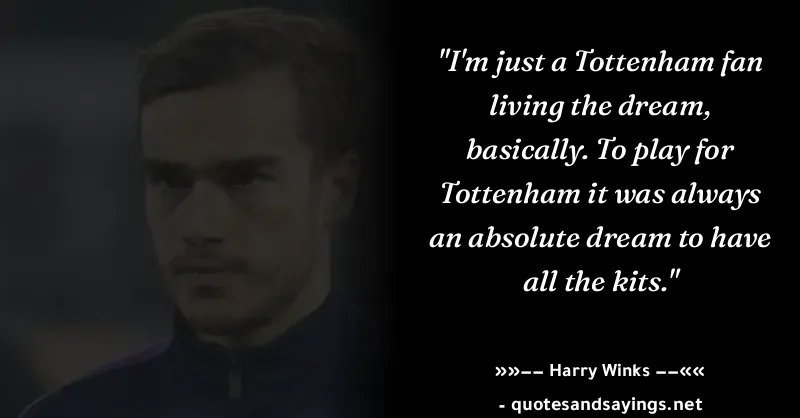 "I'm just a Tottenham fan
living the dream,
basically. To play for
Tottenham it was always
an absolute dream to have
all the kits."
»»−− Harry Winks −−««
- quotesandsayings.net